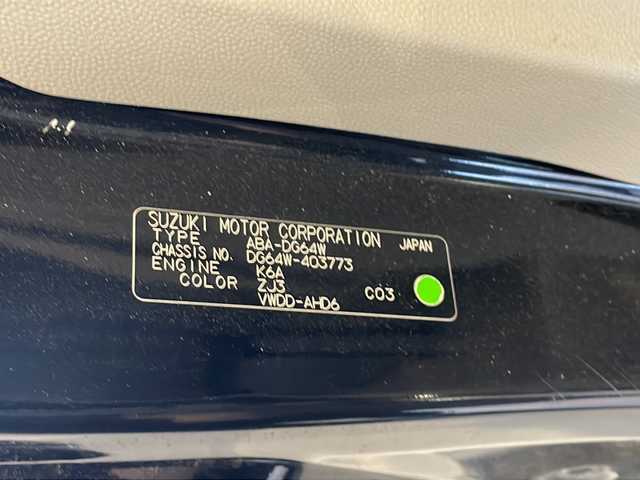 SUZUKI MOTOR CORPORATION JAPAN
TYPE ABA-DG64W
CHASSIS NO. DG64W-403773
ENGINE K6A
COLOR ZJ3 C03
VWDD-AHD6